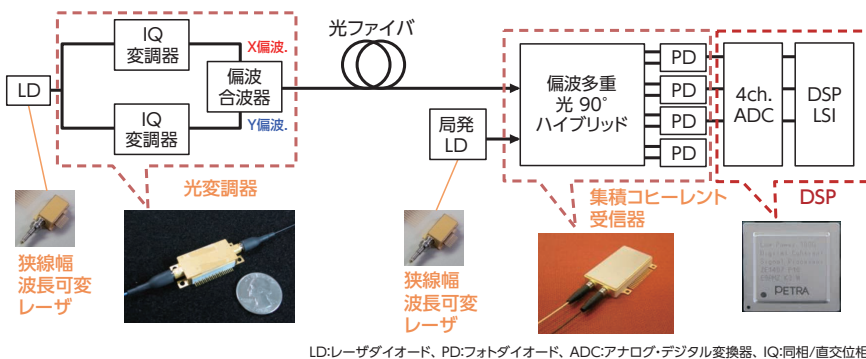 IQ
変調器
X偏波.
LD
偏波
合波器
IQ
変調器
Y偏波.
光変調器
狭線幅
波長可変
レーザ
光ファイバ
局発
LD
狭線幅
波長可変
レーザ
偏波多重
光 90°
ハイブリッド
PD
PD
PD
PD
集積コヒーレント
受信器
4ch.
ADC
DSP
LSI
DSP
PETRA
LD:レーザダイオード、PD:フォトダイオード、ADC:アナログ・デジタル変換器、IQ:同相/直交位相